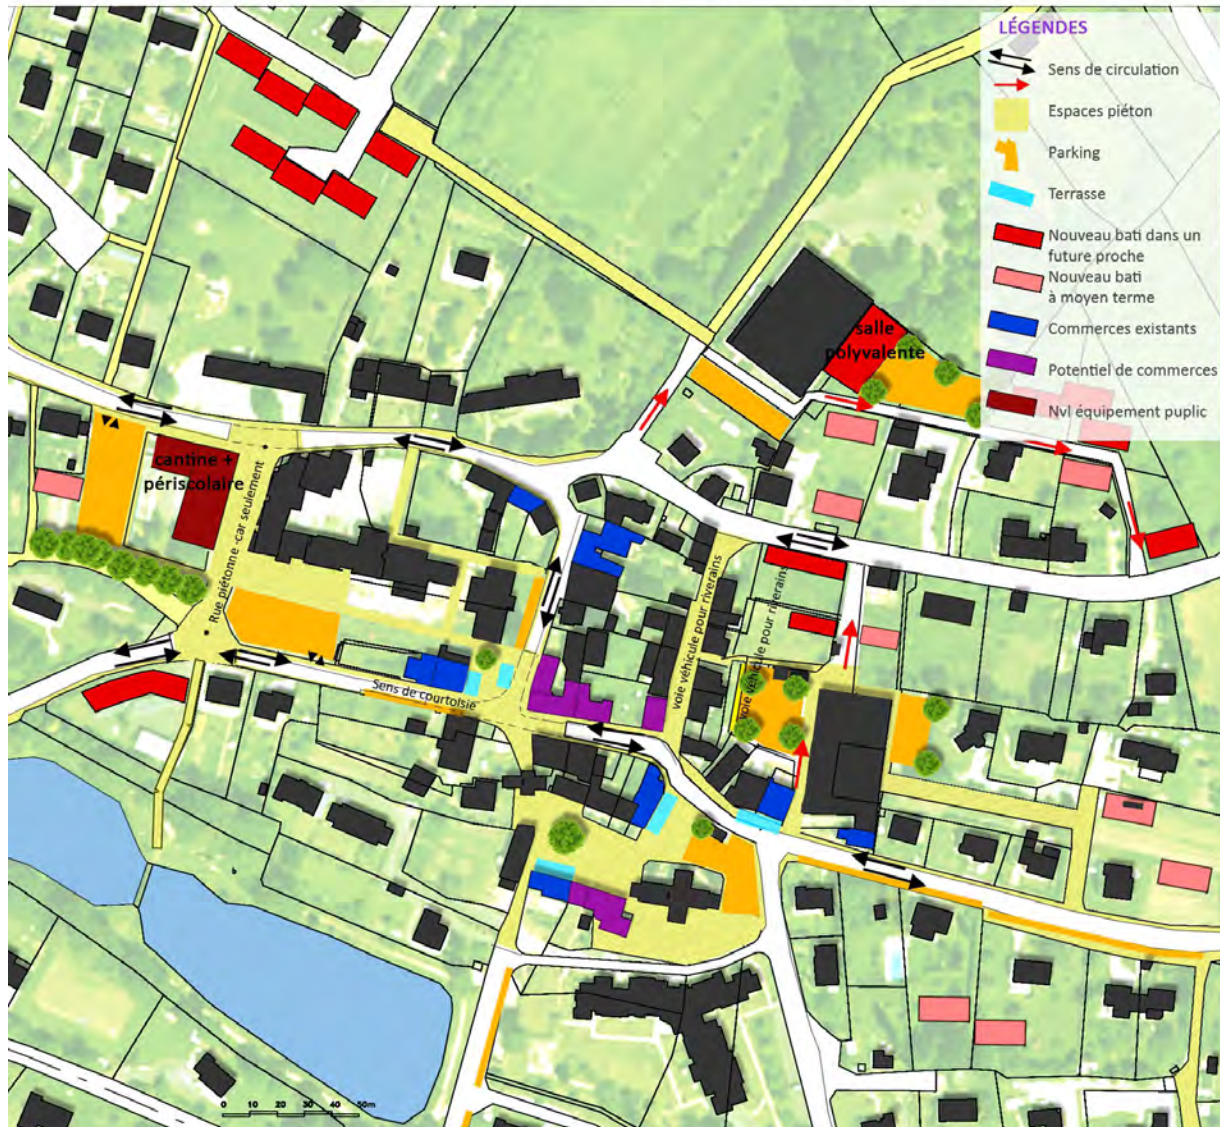 LÉGENDES
Sens de circulation
Espaces piéton
Parking
Terrasse
Nouveau bati dans un
future proche
Nouveau bati
à moyen terme
Commerces existants
Potentiel de commerces
Nvl équipement puplic
salle
polyvalente
cantine +
périscolaire
Rue piétonne -car seulement
voie véhicule pour riverains
voie véhicule pour riverains
Sens de courtoisie
0 10 20 30 40 50m